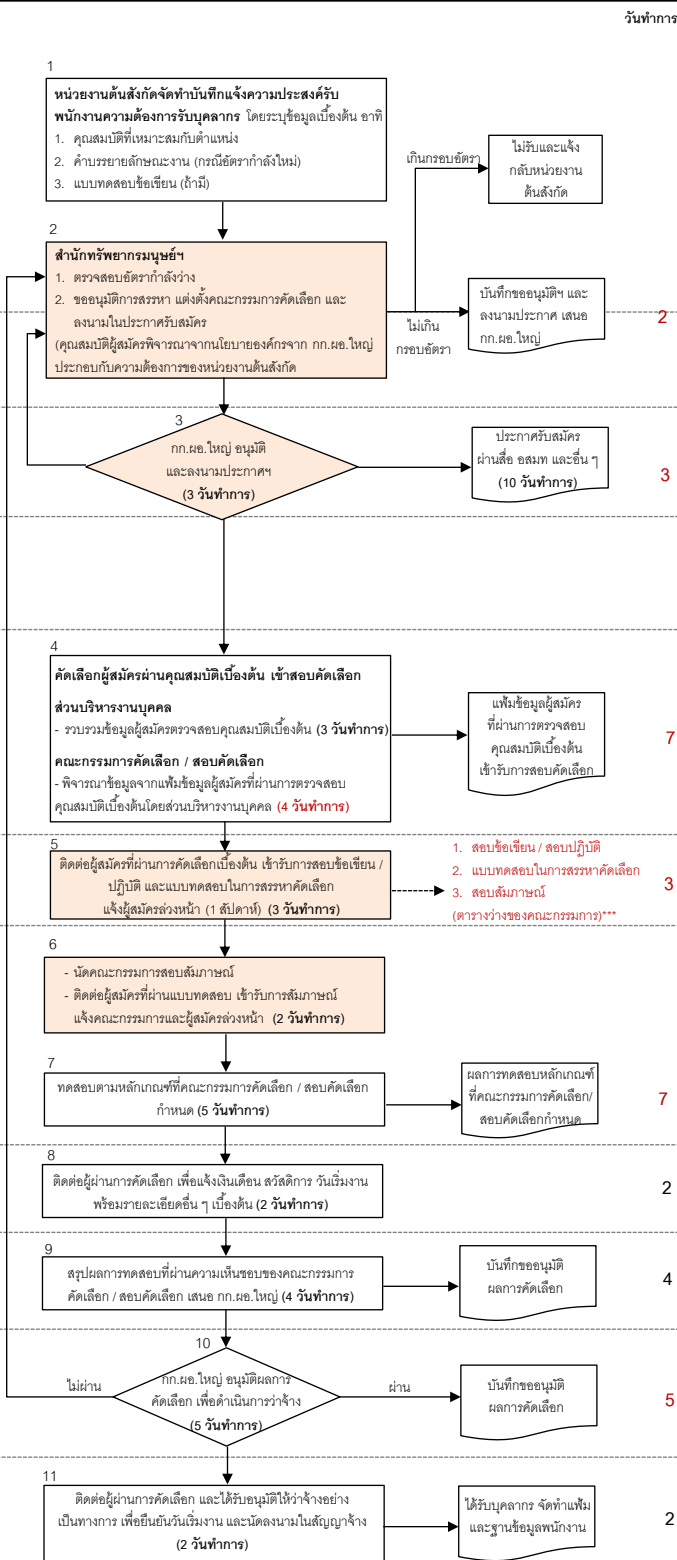 วันทำการ
1
หน่วยงานต้นสังกัดจัดทำบันทึกแจ้งความประสงค์รับ
พนักงานความต้องการรับบุคลากร โดยระบุข้อมูลเบื้องต้น อาทิ
1. คุณสมบัติที่เหมาะสมกับตำแหน่ง
2. คำบรรยายลักษณะงาน (กรณีอัตรากำลังใหม่)
3. แบบทดสอบข้อเขียน (ถ้ามี)
เกินกรอบอัตรา
ไม่รับและแจ้ง
กลับหน่วยงาน
ต้นสังกัด
2
สำนักทรัพยากรมนุษย์ฯ
1. ตรวจสอบอัตรากำลังว่าง
2. ขออนุมัติการสรรหา แต่งตั้งคณะกรรมการคัดเลือก และ
ลงนามในประกาศรับสมัคร
(คุณสมบัติผู้สมัครพิจารณาจากนโยบายองค์กรจาก กก.ผอ.ใหญ่
ประกอบกับความต้องการของหน่วยงานต้นสังกัด
ไม่เกิน
กรอบอัตรา
บันทึกขออนุมัติฯ และ
ลงนามประกาศ เสนอ
กก.ผอ.ใหญ่
2
3
กก.ผอ.ใหญ่ อนุมัติ
และลงนามประกาศฯ
(3 วันทำการ)
ประกาศรับสมัคร
ผ่านสื่อ อสมท และอื่น ๆ
(10 วันทำการ)
3
4
คัดเลือกผู้สมัครผ่านคุณสมบัติเบื้องต้น เข้าสอบคัดเลือก
ส่วนบริหารงานบุคคล
- รวบรวมข้อมูลผู้สมัครตรวจสอบคุณสมบัติเบื้องต้น (3 วันทำการ)
คณะกรรมการคัดเลือก / สอบคัดเลือก
- พิจารณาข้อมูลจากแฟ้มข้อมูลผู้สมัครที่ผ่านการตรวจสอบ
คุณสมบัติเบื้องต้นโดยส่วนบริหารงานบุคคล (4 วันทำการ)
แฟ้มข้อมูลผู้สมัคร
ที่ผ่านการตรวจสอบ
คุณสมบัติเบื้องต้น
เข้ารับการสอบคัดเลือก
7
5
ติดต่อผู้สมัครที่ผ่านการคัดเลือกเบื้องต้น เข้ารับการสอบข้อเขียน /
ปฏิบัติ และแบบทดสอบในการสรรหาคัดเลือก
แจ้งผู้สมัครล่วงหน้า (1 สัปดาห์) (3 วันทำการ)
1. สอบข้อเขียน / สอบปฏิบัติ
2. แบบทดสอบในการสรรหาคัดเลือก
3. สอบสัมภาษณ์
(ตารางว่างของคณะกรรมการ)***
3
6
- นัดคณะกรรมการสอบสัมภาษณ์
- ติดต่อผู้สมัครที่ผ่านแบบทดสอบ เข้ารับการสัมภาษณ์
แจ้งคณะกรรมการและผู้สมัครล่วงหน้า (2 วันทำการ)
7
ทดสอบตามหลักเกณฑ์ที่คณะกรรมการคัดเลือก / สอบคัดเลือก
กำหนด (5 วันทำการ)
ผลการทดสอบหลักเกณฑ์
ที่คณะกรรมการคัดเลือก/
สอบคัดเลือกกำหนด
7
8
ติดต่อผู้ผ่านการคัดเลือก เพื่อแจ้งเงินเดือน สวัสดิการ วันเริ่มงาน
พร้อมรายละเอียดอื่น ๆ เบื้องต้น (2 วันทำการ)
2
9
สรุปผลการทดสอบที่ผ่านความเห็นชอบของคณะกรรมการ
คัดเลือก / สอบคัดเลือก เสนอ กก.ผอ.ใหญ่ (4 วันทำการ)
บันทึกขออนุมัติ
ผลการคัดเลือก
4
10
ไม่ผ่าน
กก.ผอ.ใหญ่ อนุมัติผลการ
คัดเลือก เพื่อดำเนินการว่าจ้าง
(5 วันทำการ)
ผ่าน
บันทึกขออนุมัติ
ผลการคัดเลือก
5
11
ติดต่อผู้ผ่านการคัดเลือก และได้รับอนุมัติให้ว่าจ้างอย่าง
เป็นทางการ เพื่อยืนยันวันเริ่มงาน และนัดลงนามในสัญญาจ้าง
(2 วันทำการ)
ได้รับบุคลากร จัดทำแฟ้ม
และฐานข้อมูลพนักงาน
2